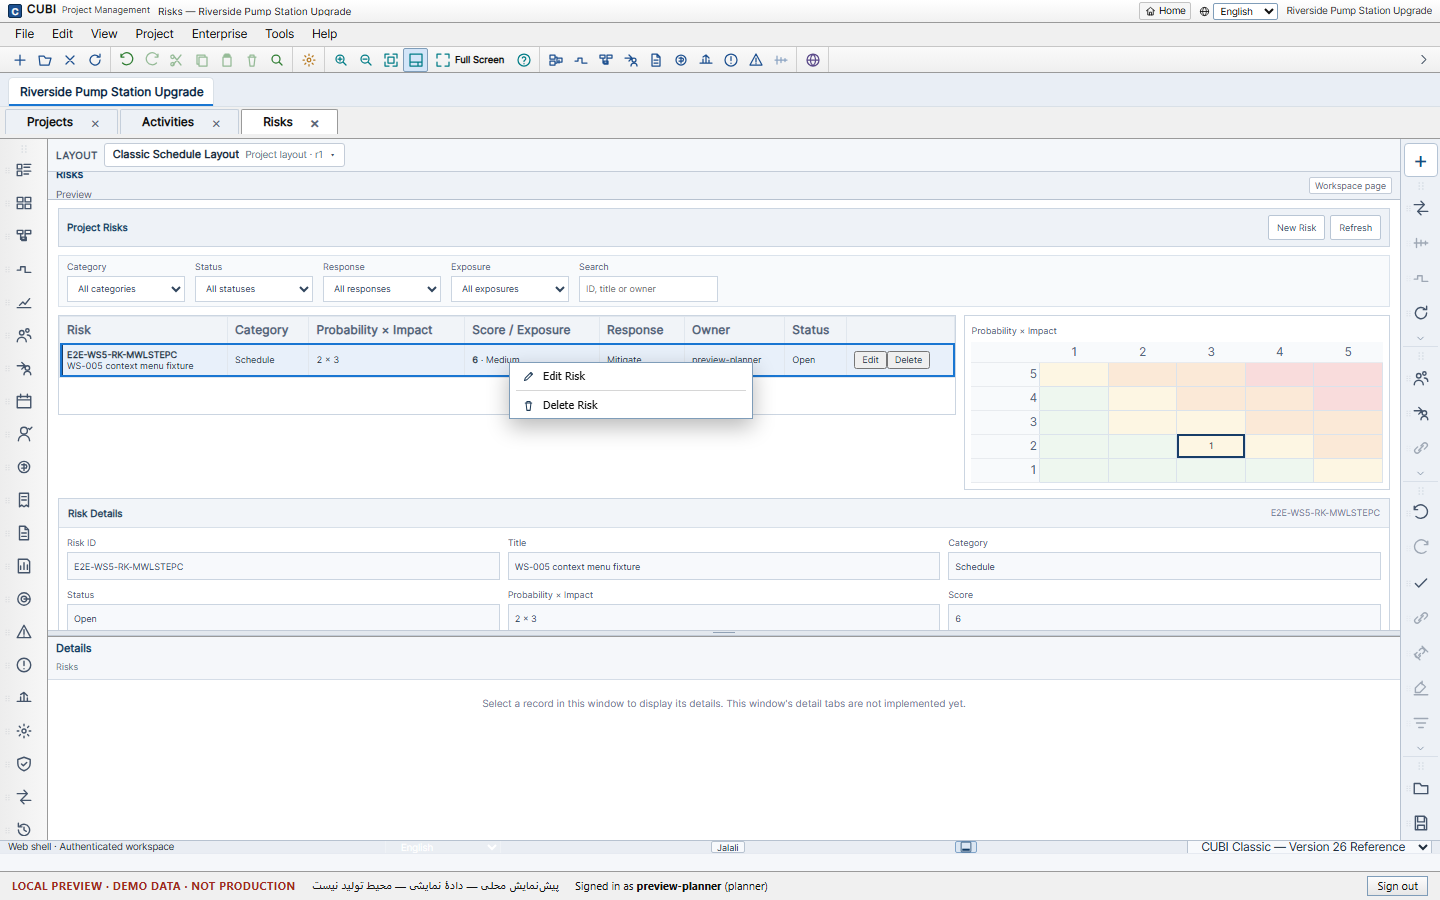 CUBI Project Management Risks — Riverside Pump Station Upgrade Home English Riverside Pump Station Upgrade
File Edit View Project Enterprise Tools Help
Full Screen
Riverside Pump Station Upgrade
Projects Activities Risks
LAYOUT Classic Schedule Layout Project layout · r1
Risks
Preview Workspace page
Project Risks New Risk Refresh
Category Status Response Exposure Search
All categories All statuses All responses All exposures ID, title or owner
Risk Category Probability × Impact Score / Exposure Response Owner Status
E2E-WS5-RK-MWLSTEPC
WS-005 context menu fixture Schedule 2 × 3 6 · Medium Mitigate preview-planner Open Edit Delete
Edit Risk
Delete Risk
Probability × Impact
1 2 3 4 5
5
4
3
2 1
1
Risk Details E2E-WS5-RK-MWLSTEPC
Risk ID Title Category
E2E-WS5-RK-MWLSTEPC WS-005 context menu fixture Schedule
Status Probability × Impact Score
Open 2 × 3 6
Details
Risks
Select a record in this window to display its details. This window's detail tabs are not implemented yet.
Web shell · Authenticated workspace English Jalali CUBI Classic — Version 26 Reference
LOCAL PREVIEW · DEMO DATA · NOT PRODUCTION پیش‌نمایش محلی — دادهٔ نمایشی — محیط تولید نیست Signed in as preview-planner (planner) Sign out